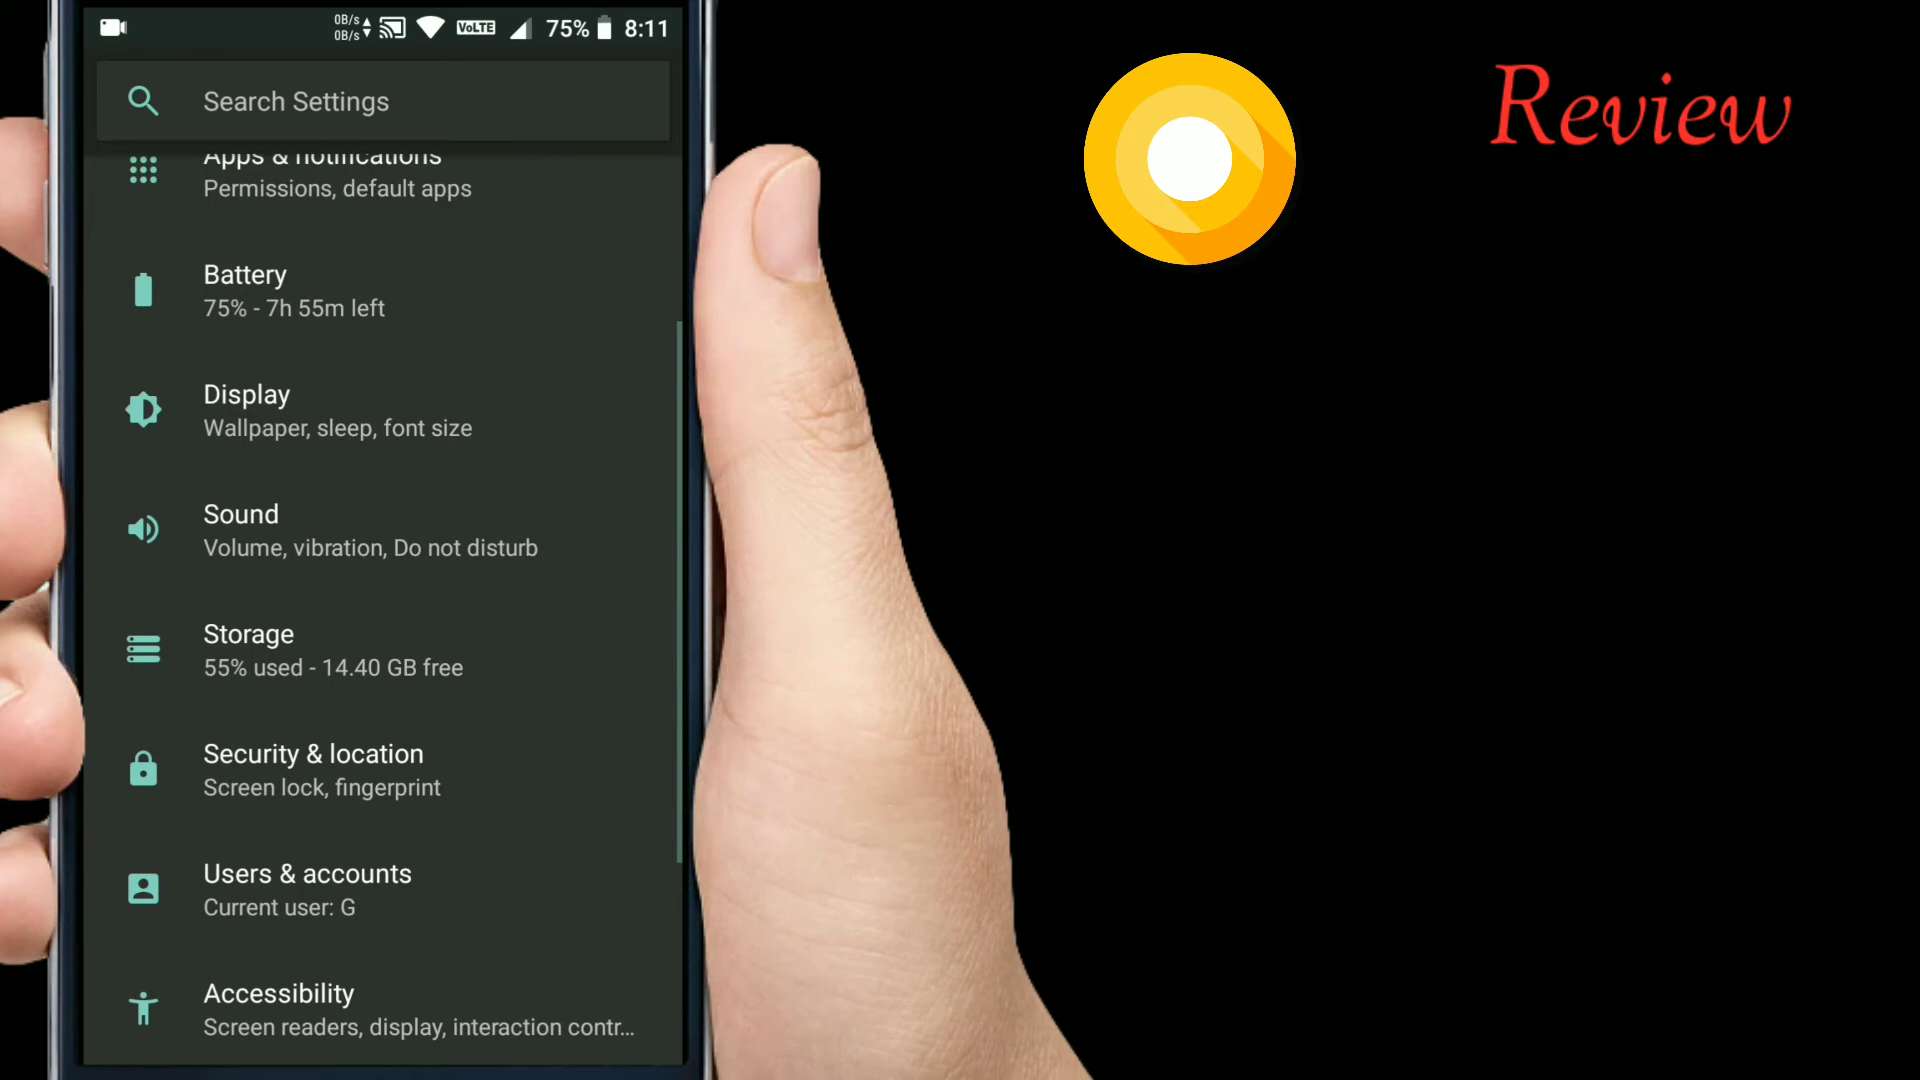 0B/s
0B/s
VoLTE
75%
8:11
Review
Search Settings
Apps & notifications
Permissions, default apps
Battery
75% - 7h 55m left
Display
Wallpaper, sleep, font size
Sound
Volume, vibration, Do not disturb
Storage
55% used - 14.40 GB free
Security & location
Screen lock, fingerprint
Users & accounts
Current user: G
Accessibility
Screen readers, display, interaction contr...